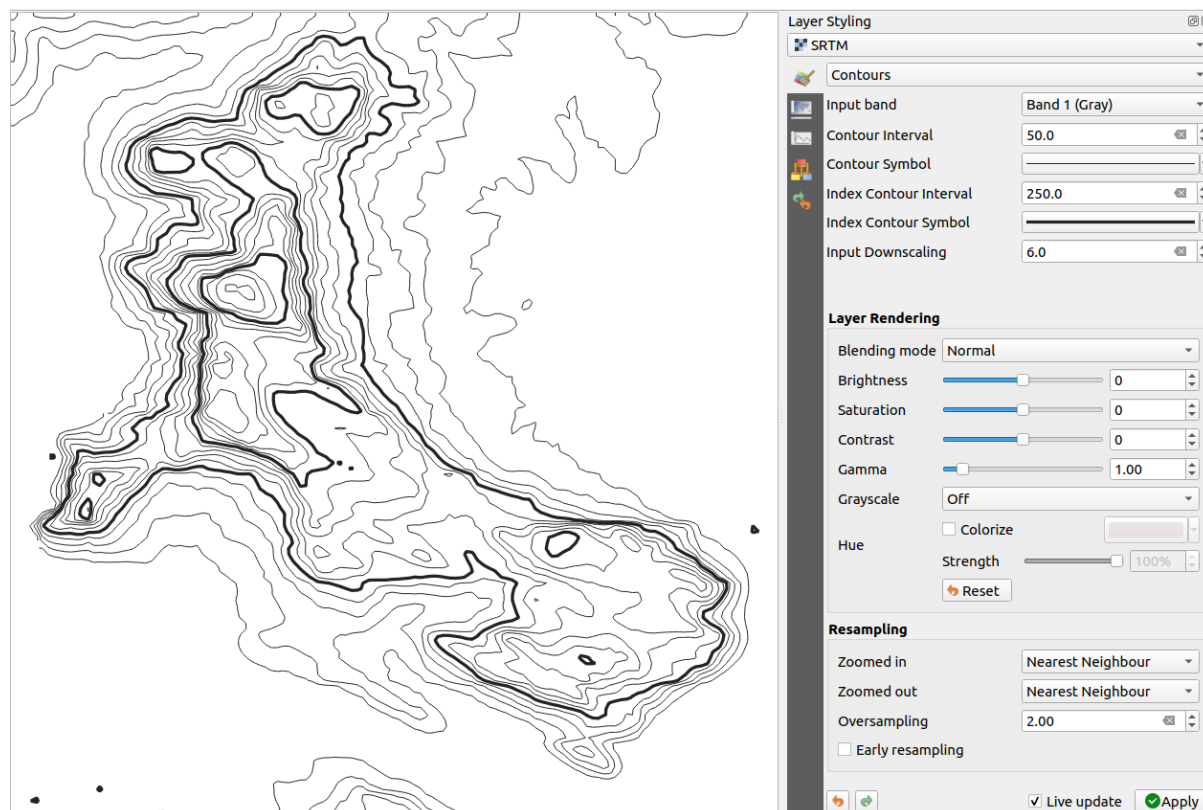 Layer Styling
SRTM
Contours
Input band Band 1 (Gray)
Contour Interval 50.0
Contour Symbol
Index Contour Interval 250.0
Index Contour Symbol
Input Downscaling 6.0
Layer Rendering
Blending mode Normal
Brightness 0
Saturation 0
Contrast 0
Gamma 1.00
Grayscale Off
Colorize
Hue
Strength 100%
Reset
Resampling
Zoomed in Nearest Neighbour
Zoomed out Nearest Neighbour
Oversampling 2.00
Early resampling
Live update Apply